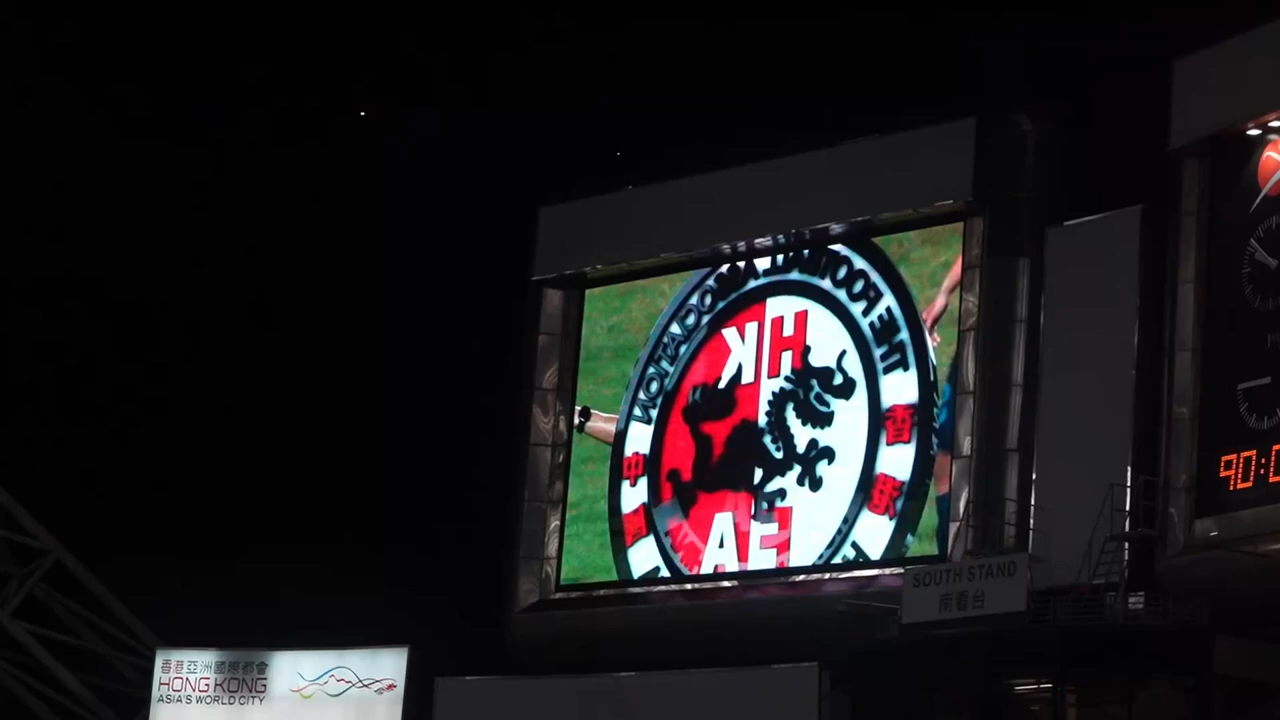 THE FOOTBALL ASSOCIATION
HK
FA
香
港
中
國
90:0
SOUTH STAND
南看台
香港亞洲國際都會
HONG KONG
ASIA'S WORLD CITY